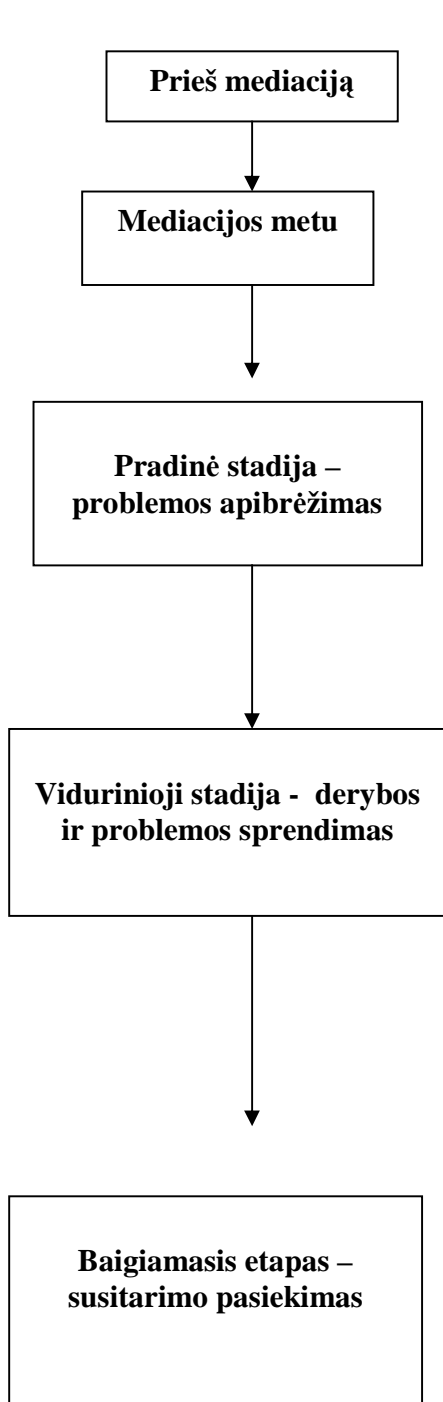 Prieš mediaciją
Mediacijos metu
Pradinė stadija –
problemos apibrėžimas
Vidurinioji stadija - derybos
ir problemos sprendimas
Baigiamasis etapas –
susitarimo pasiekimas